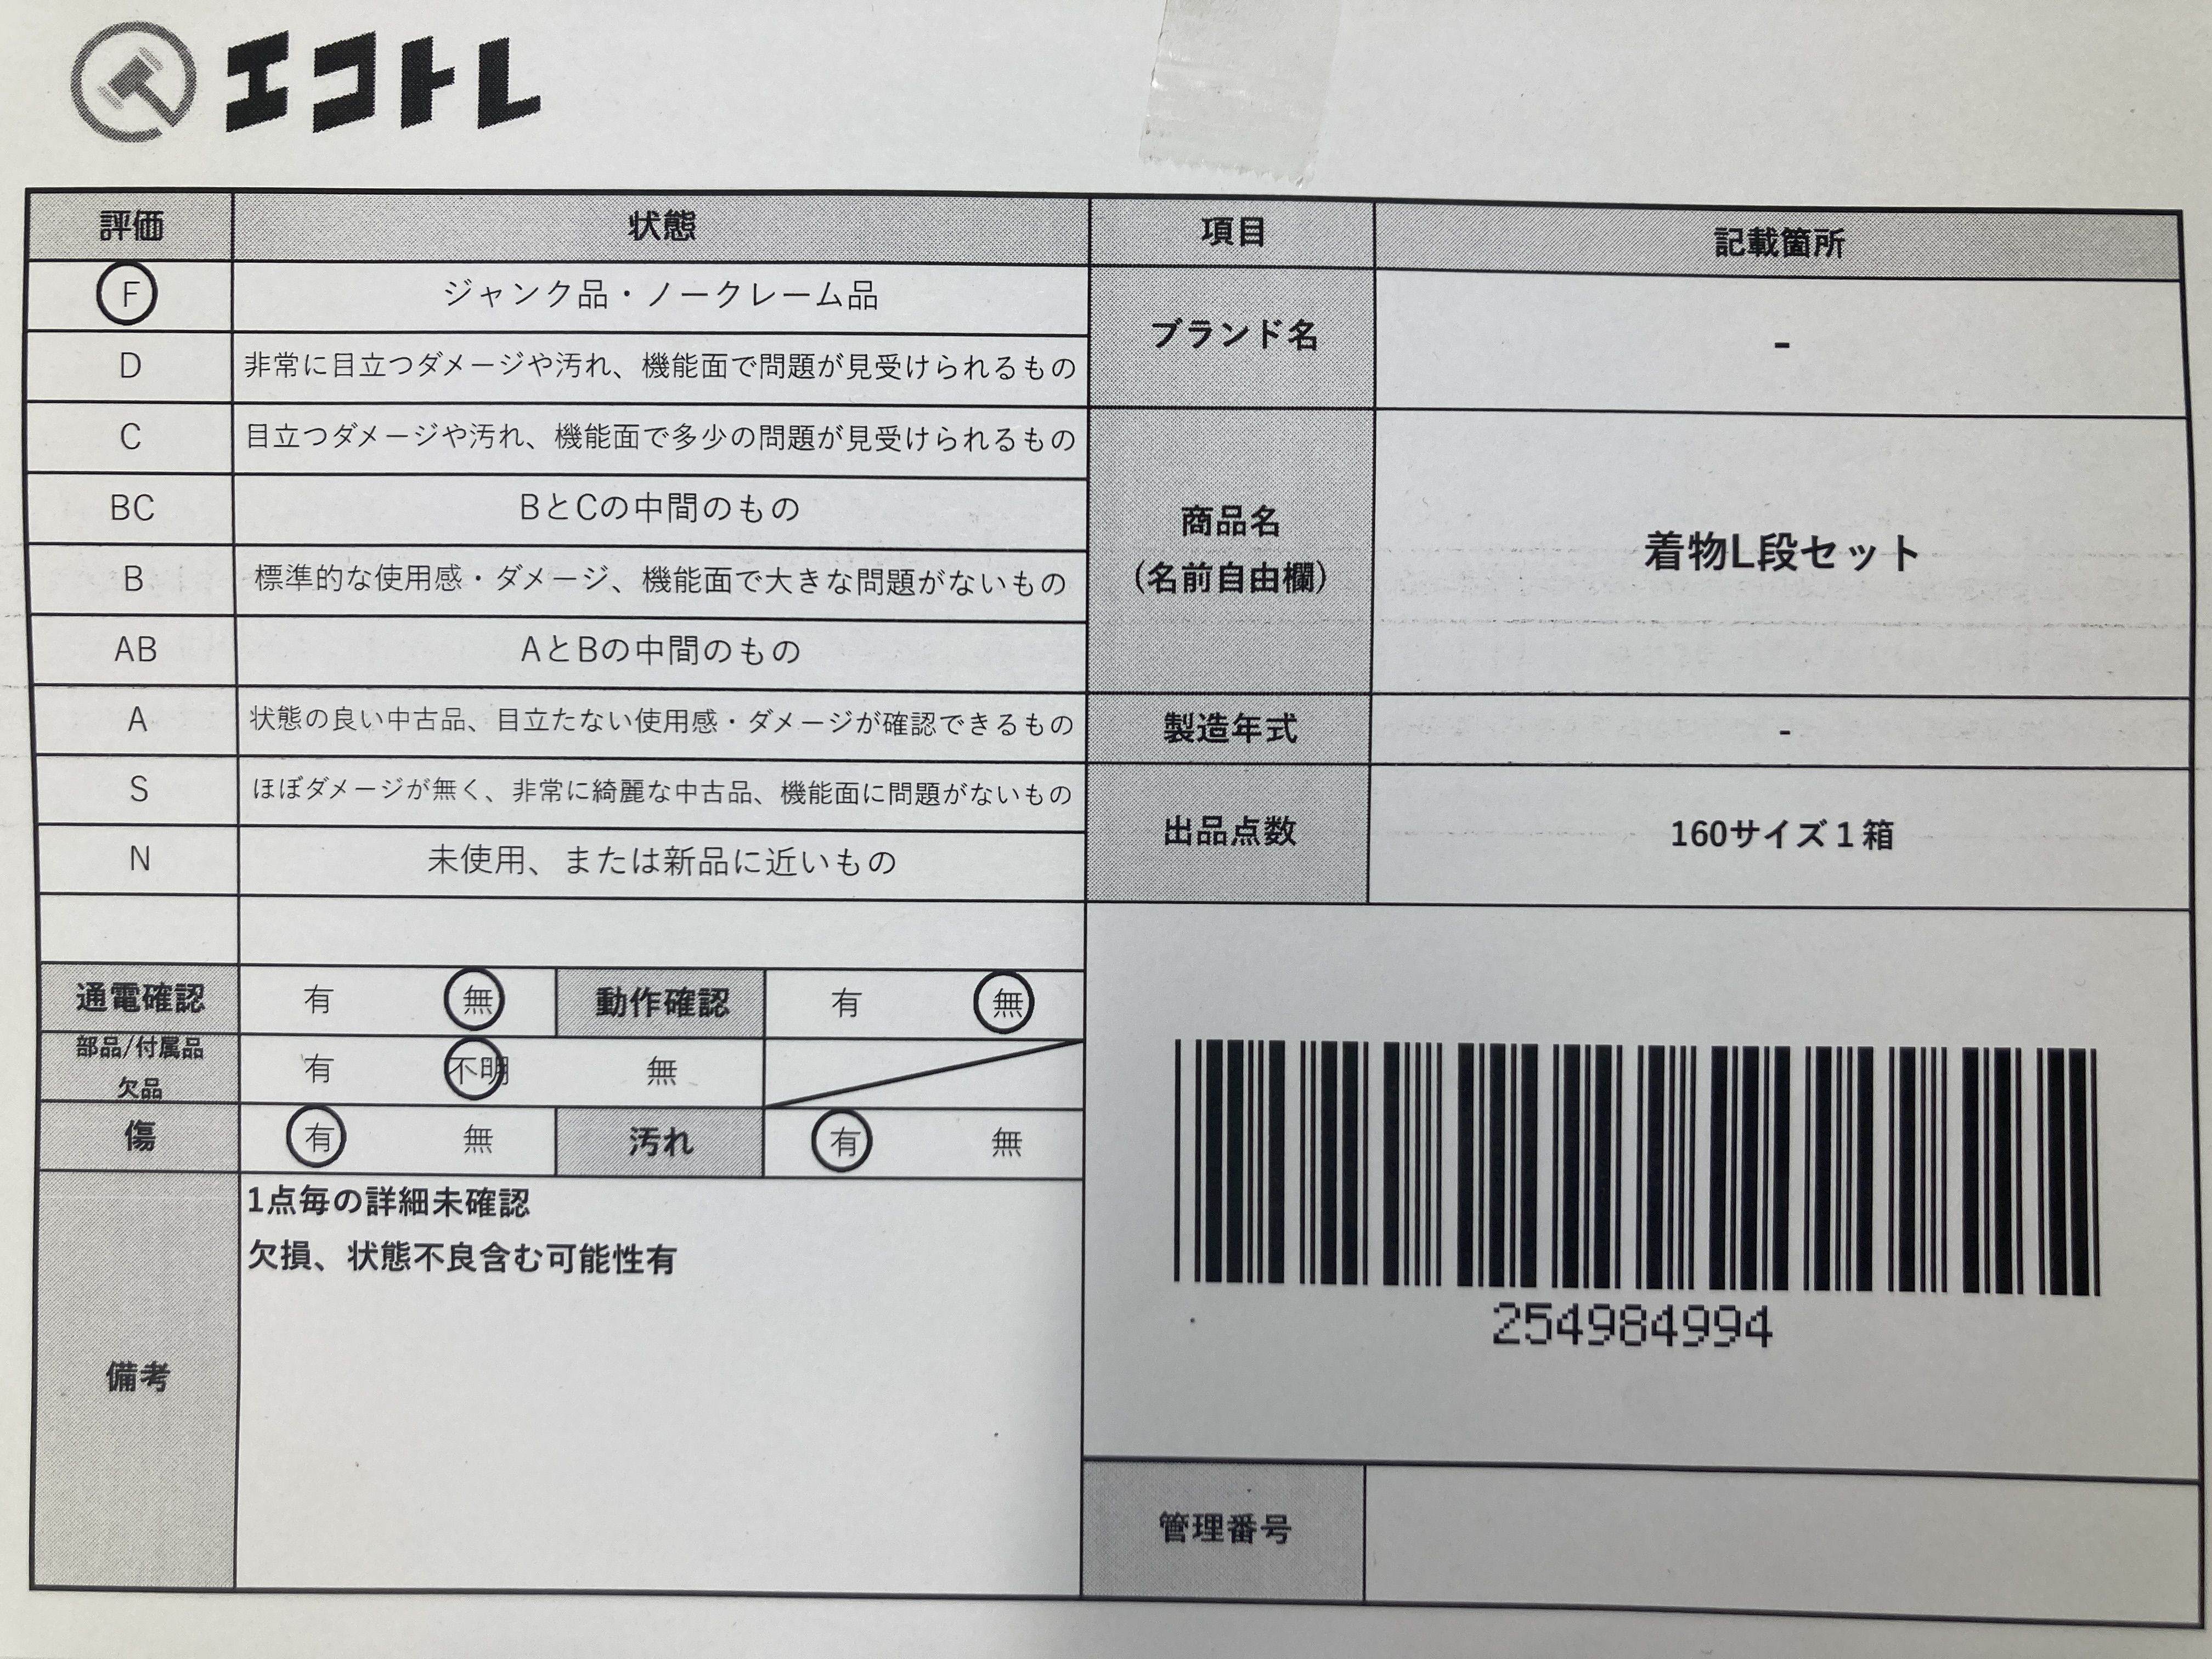 エコトレ
評価 状態
F ジャンク品・ノークレーム品
D 非常に目立つダメージや汚れ、機能面で問題が見受けられるもの
C 目立つダメージや汚れ、機能面で多少の問題が見受けられるもの
BC BとCの中間のもの
B 標準的な使用感・ダメージ、機能面で大きな問題がないもの
AB AとBの中間のもの
A 状態の良い中古品、目立たない使用感・ダメージが確認できるもの
S ほぼダメージが無く、非常に綺麗な中古品、機能面に問題がないもの
N 未使用、または新品に近いもの
通電確認 有 無 動作確認 有 無
部品/付属品
欠品 有 不明 無
傷 有 無 汚れ 有 無
備考
1点毎の詳細未確認
欠損、状態不良含む可能性有
項目 記載箇所
ブランド名 -
商品名
(名前自由欄)
着物L段セット
製造年式 -
出品点数 160サイズ1箱
254984994
管理番号